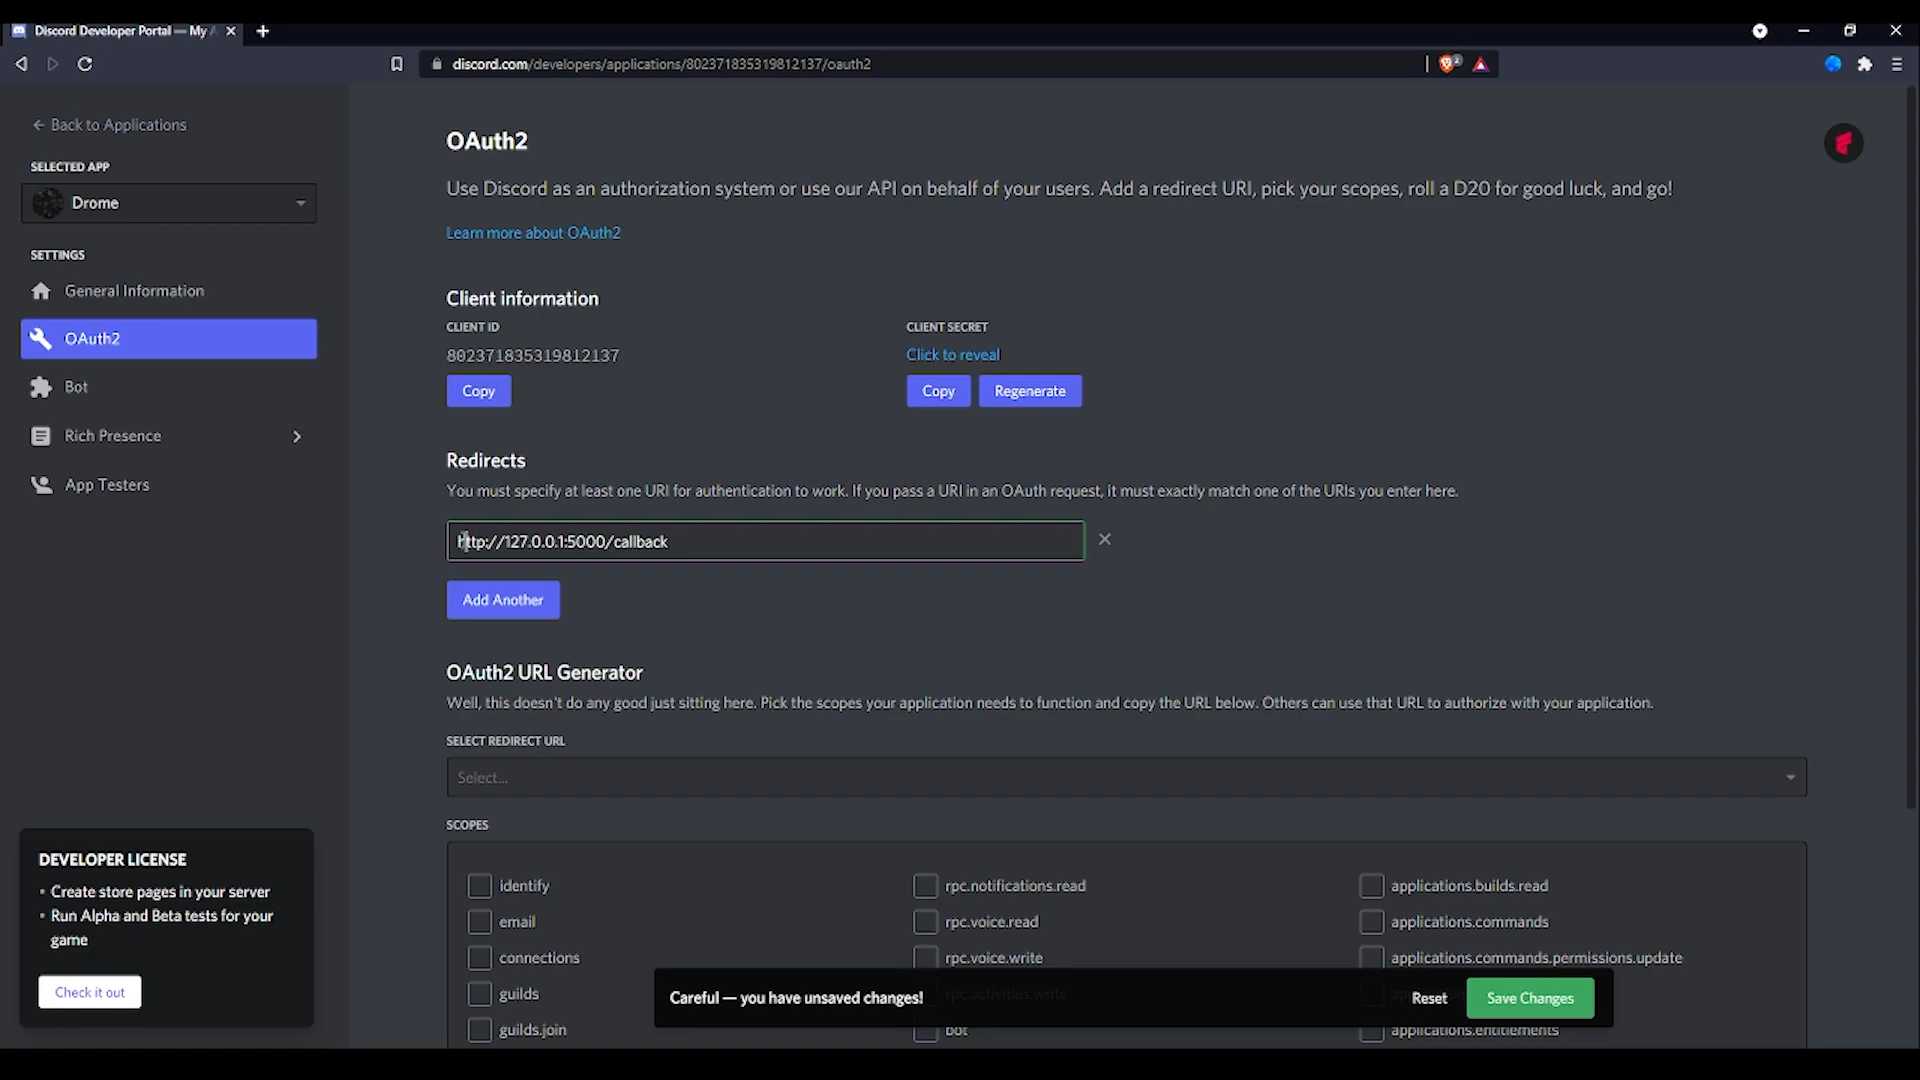 Discord Developer Portal — My A
discord.com/developers/applications/802371835319812137/oauth2
2
← Back to Applications
SELECTED APP
Drome
SETTINGS
General Information
OAuth2
Bot
Rich Presence
App Testers
DEVELOPER LICENSE
• Create store pages in your server
• Run Alpha and Beta tests for your
game
Check it out
OAuth2
Use Discord as an authorization system or use our API on behalf of your users. Add a redirect URI, pick your scopes, roll a D20 for good luck, and go!
Learn more about OAuth2
Client information
CLIENT ID
802371835319812137
Copy
CLIENT SECRET
Click to reveal
Copy
Regenerate
Redirects
You must specify at least one URI for authentication to work. If you pass a URI in an OAuth request, it must exactly match one of the URIs you enter here.
http://127.0.0.1:5000/callback
Add Another
OAuth2 URL Generator
Well, this doesn't do any good just sitting here. Pick the scopes your application needs to function and copy the URL below. Others can use that URL to authorize with your application.
SELECT REDIRECT URL
Select...
SCOPES
identify
rpc.notifications.read
applications.builds.read
email
rpc.voice.read
applications.commands
connections
rpc.voice.write
applications.commands.permissions.update
guilds
rpc.activities.write
guilds.join
bot
applications.entitlements
Careful — you have unsaved changes!
Reset
Save Changes